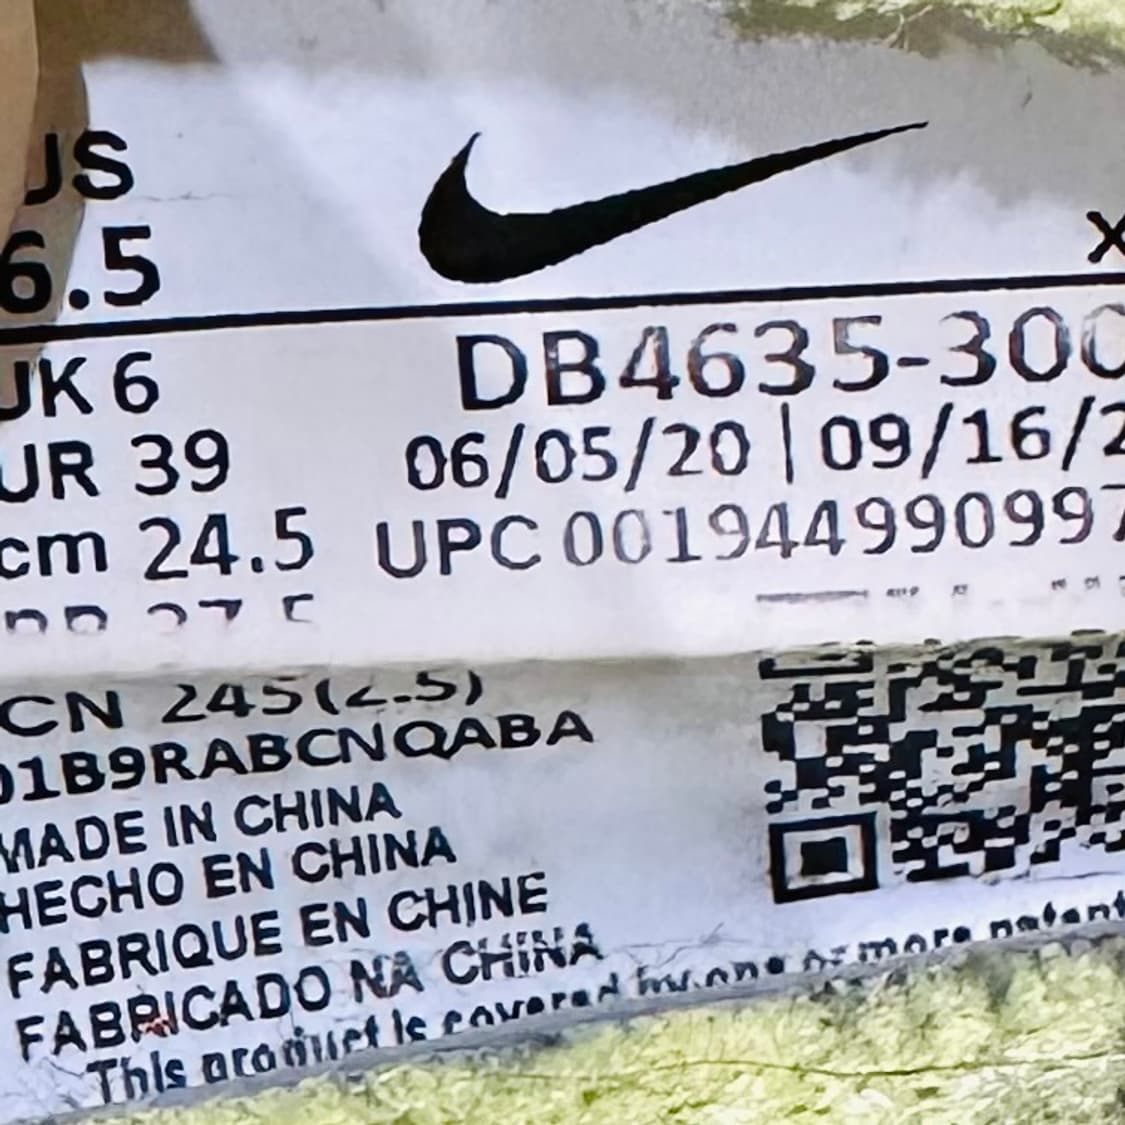 US
6.5
UK 6
UR 39
cm 24.5
DB4635-300
06/05/20 | 09/16/2
UPC 001944990997
CN 245(2.5)
01B9RABCNQABA
MADE IN CHINA
HECHO EN CHINA
FABRIQUE EN CHINE
FABRICADO NA CHINA
This product is covered by one or more patent